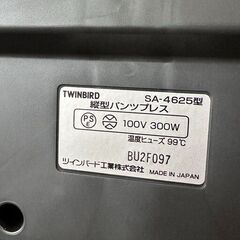 TWINBIRD SA-4625型
縦型パンツプレス
PS E 100V 300W
温度ヒューズ 99℃
BU2F097
ツインバード工業株式会社
MADE IN JAPAN